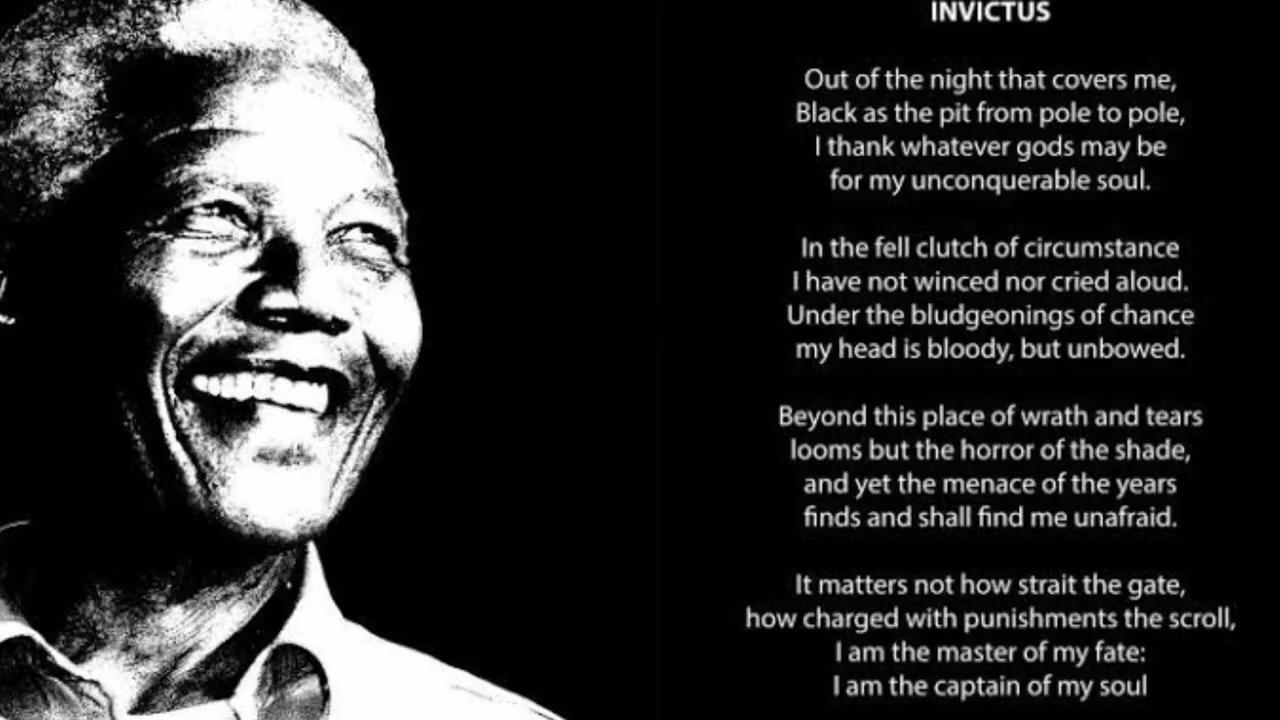 INVICTUS
Out of the night that covers me,
Black as the pit from pole to pole,
I thank whatever gods may be
for my unconquerable soul.
In the fell clutch of circumstance
I have not winced nor cried aloud.
Under the bludgeonings of chance
my head is bloody, but unbowed.
Beyond this place of wrath and tears
looms but the horror of the shade,
and yet the menace of the years
finds and shall find me unafraid.
It matters not how strait the gate,
how charged with punishments the scroll,
I am the master of my fate:
I am the captain of my soul